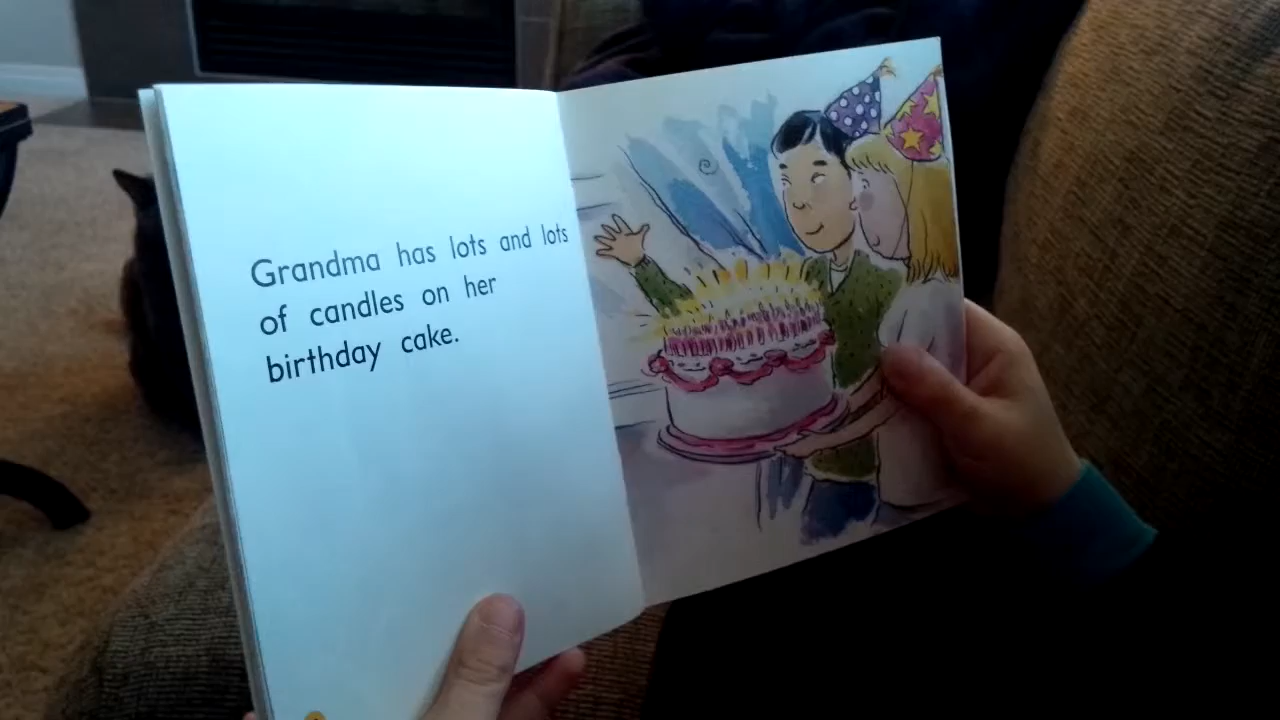 Grandma has lots and lots
of candles on her
birthday cake.